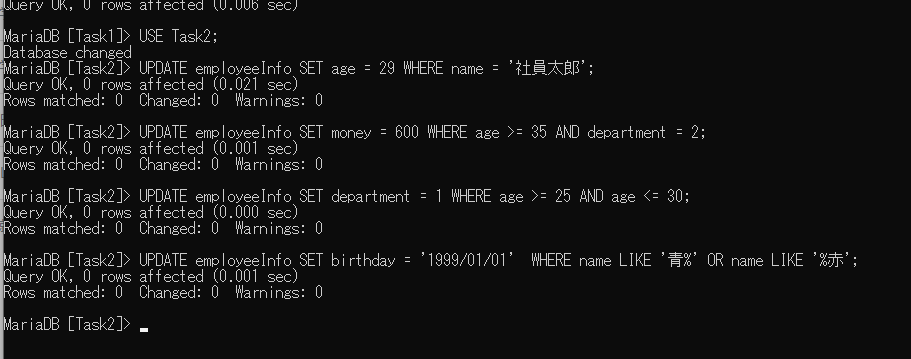 Query OK, 0 rows affected (0.006 sec)
MariaDB [Task1]> USE Task2;
Database changed
MariaDB [Task2]> UPDATE employeeInfo SET age = 29 WHERE name = '社員太郎';
Query OK, 0 rows affected (0.021 sec)
Rows matched: 0  Changed: 0  Warnings: 0
MariaDB [Task2]> UPDATE employeeInfo SET money = 600 WHERE age >= 35 AND department = 2;
Query OK, 0 rows affected (0.001 sec)
Rows matched: 0  Changed: 0  Warnings: 0
MariaDB [Task2]> UPDATE employeeInfo SET department = 1 WHERE age >= 25 AND age <= 30;
Query OK, 0 rows affected (0.000 sec)
Rows matched: 0  Changed: 0  Warnings: 0
MariaDB [Task2]> UPDATE employeeInfo SET birthday = '1999/01/01'  WHERE name LIKE '青%' OR name LIKE '%赤';
Query OK, 0 rows affected (0.001 sec)
Rows matched: 0  Changed: 0  Warnings: 0
MariaDB [Task2]>